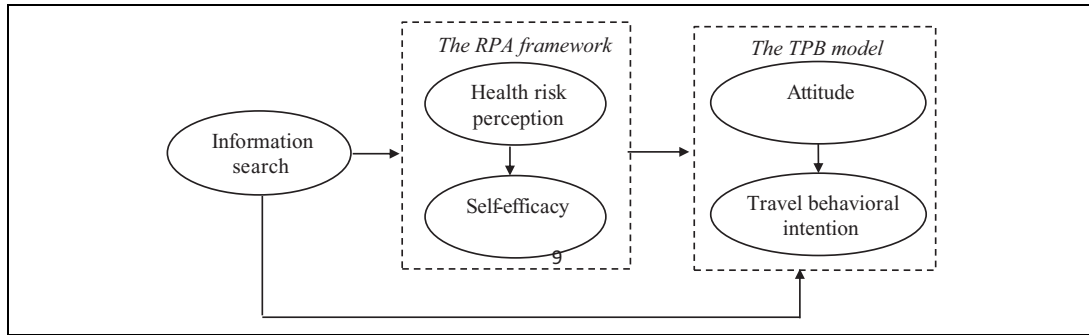 The RPA framework
The TPB model
Health risk
perception
Attitude
Information
search
Self-efficacy
Travel behavioral
intention
9